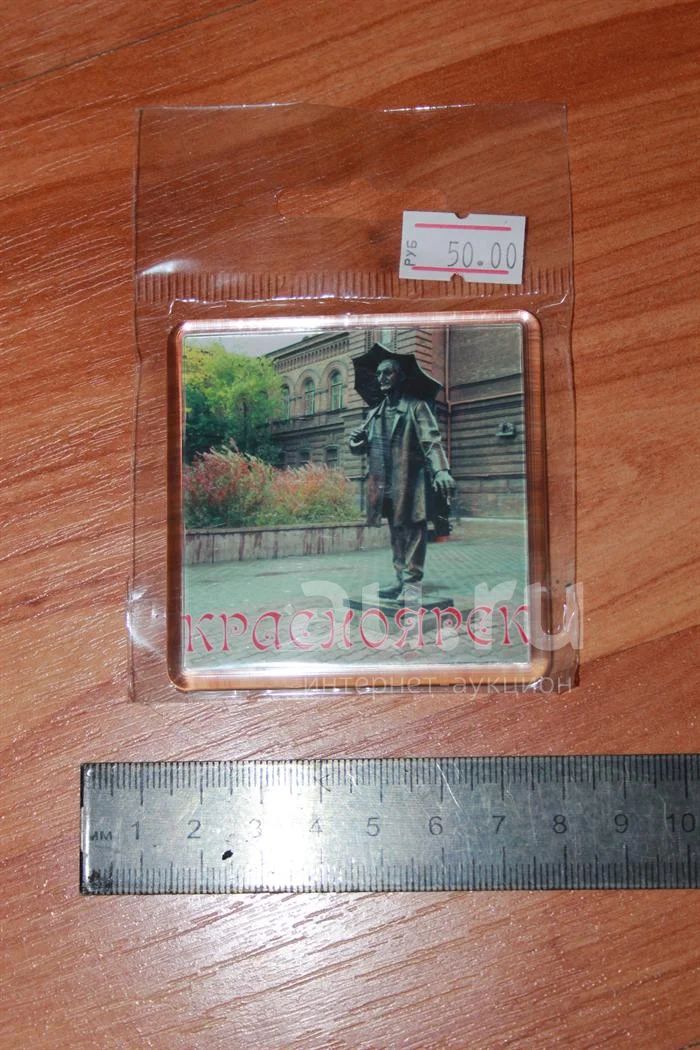 РУБ 50.00
КРАСНОЯРСК
au.ru
интернет аукцион
мм 1 2 3 4 5 6 7 8 9 10